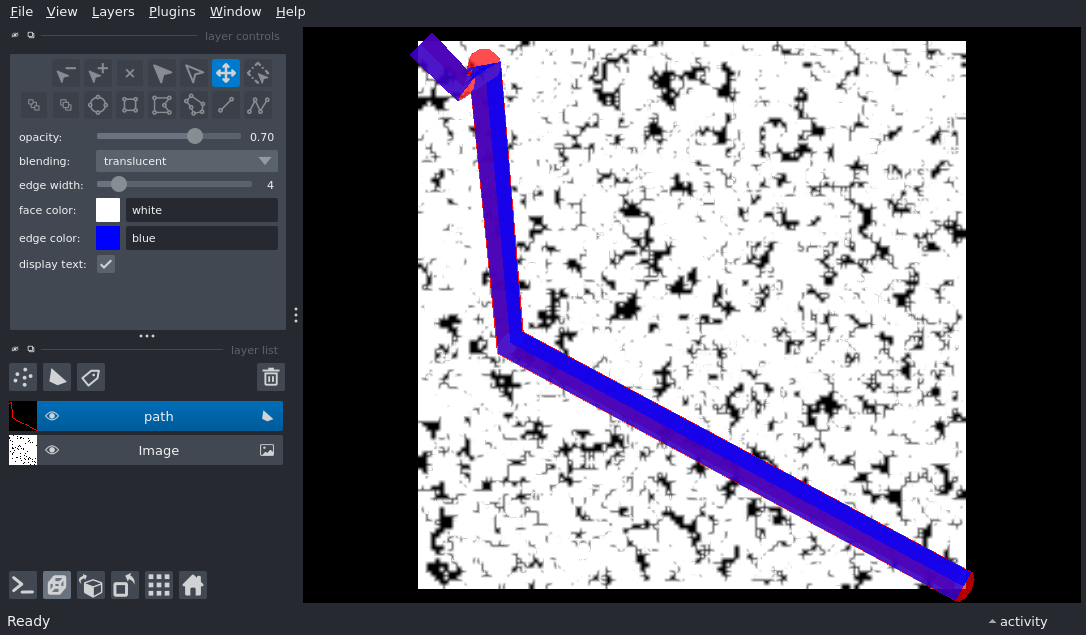 File View Layers Plugins Window Help
layer controls
opacity: 0.70
blending: translucent
edge width: 4
face color: white
edge color: blue
display text:
layer list
path
Image
Ready activity